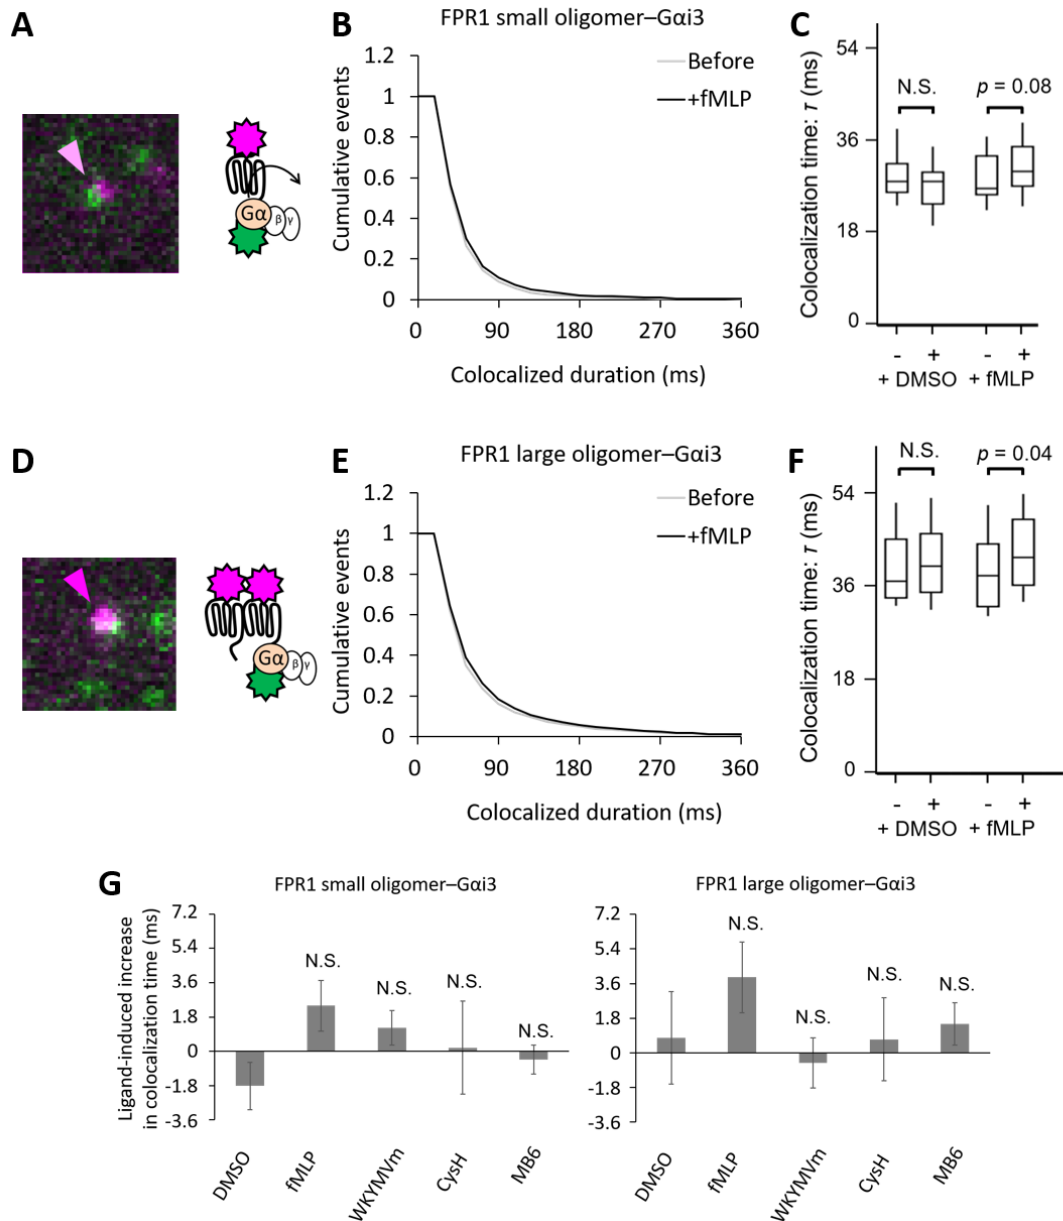 A
Gα
β
γ
B
FPR1 small oligomer–Gαi3
Before
+fMLP
Cumulative events
1.2
1
0.8
0.6
0.4
0.2
0
0
90
180
270
360
Colocalized duration (ms)
C
Colocalization time: τ (ms)
54
36
18
0
N.S.
p = 0.08
- + - +
+ DMSO + fMLP
D
Gα
β
γ
E
FPR1 large oligomer–Gαi3
Before
+fMLP
Cumulative events
1.2
1
0.8
0.6
0.4
0.2
0
0
90
180
270
360
Colocalized duration (ms)
F
Colocalization time: τ (ms)
54
36
18
0
N.S.
p = 0.04
- + - +
+ DMSO + fMLP
G
FPR1 small oligomer–Gαi3
Ligand-induced increase
in colocalization time (ms)
7.2
5.4
3.6
1.8
0
-1.8
-3.6
N.S.
N.S.
N.S.
N.S.
DMSO
fMLP
WKYMVm
CysH
MB6
FPR1 large oligomer–Gαi3
7.2
5.4
3.6
1.8
0
-1.8
-3.6
N.S.
N.S.
N.S.
N.S.
DMSO
fMLP
WKYMVm
CysH
MB6